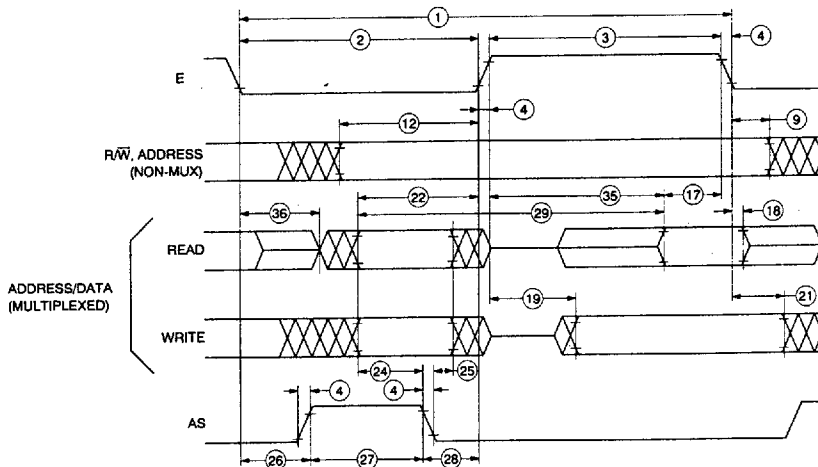 1
2
3
4
E
4
12
9
R/W̅, ADDRESS
(NON-MUX)
22
35
17
36
29
18
READ
ADDRESS/DATA
(MULTIPLEXED)
19
21
WRITE
24
25
4
4
AS
26
27
28